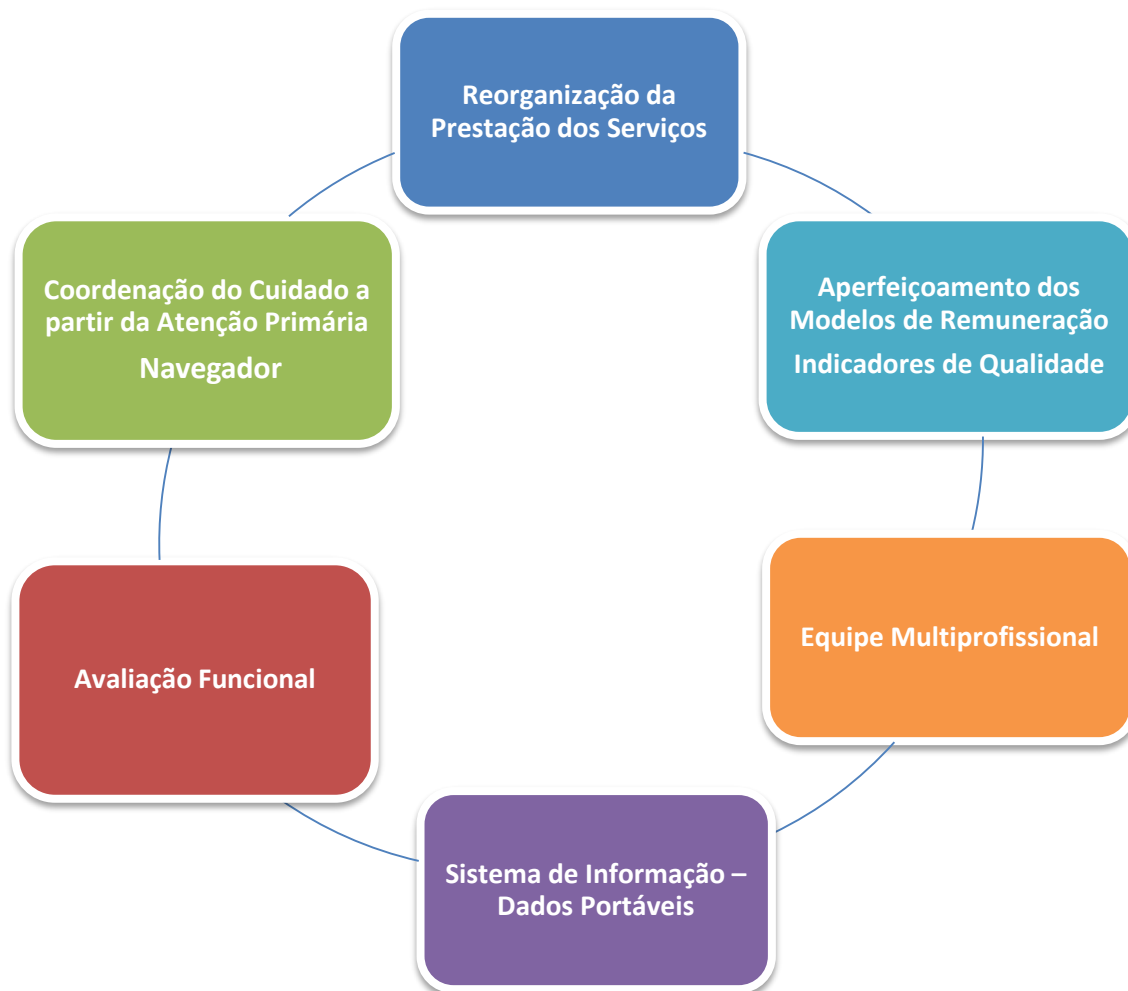 Reorganização da
Prestação dos Serviços
Coordenação do Cuidado a
partir da Atenção Primária
Navegador
Aperfeiçoamento dos
Modelos de Remuneração
Indicadores de Qualidade
Equipe Multiprofissional
Avaliação Funcional
Sistema de Informação –
Dados Portáveis